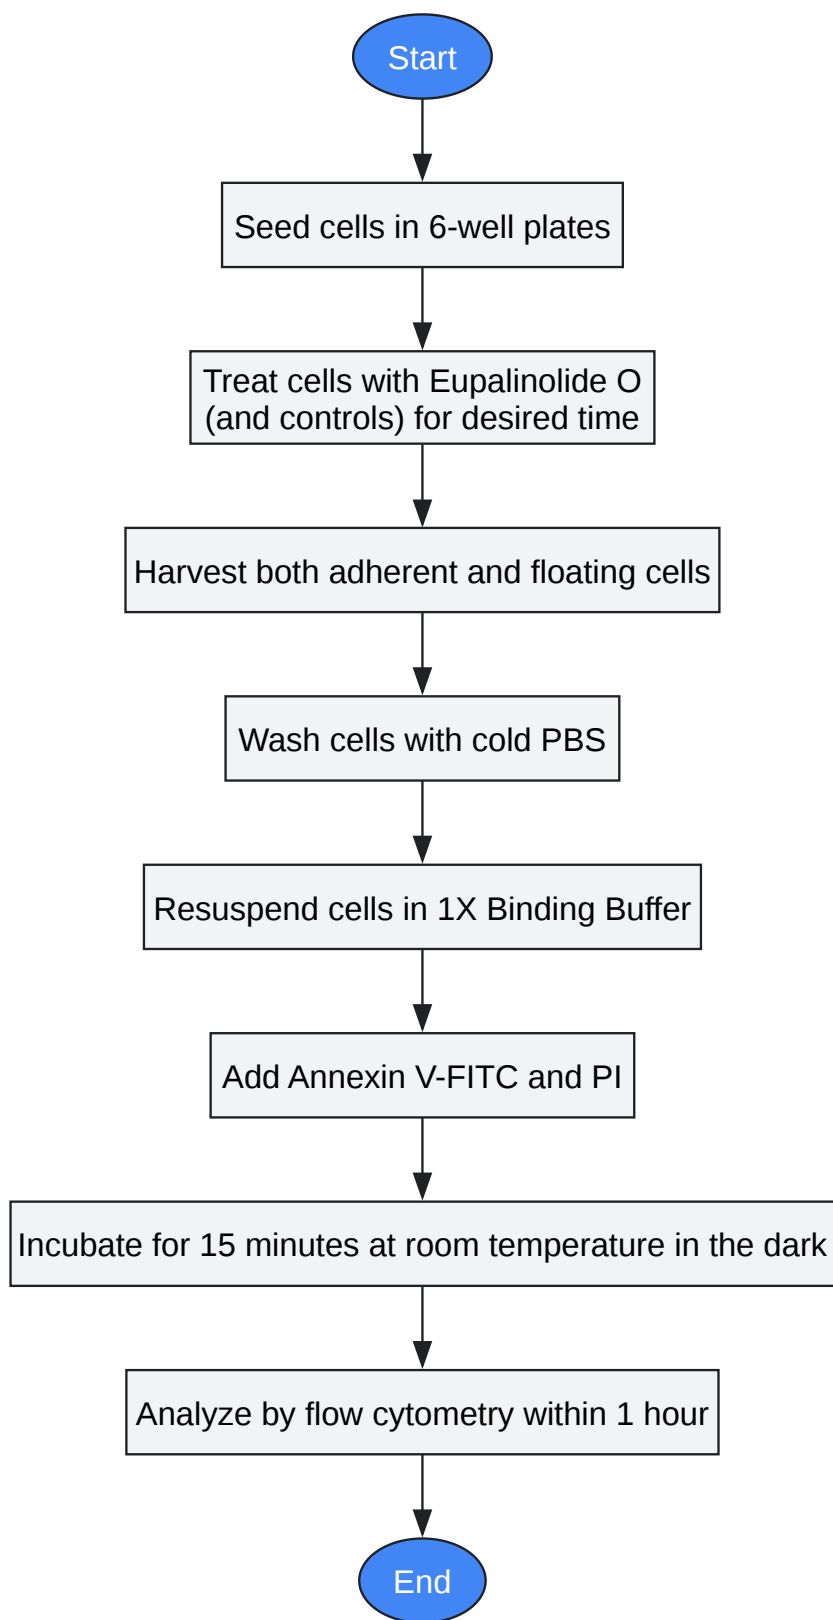 Start
Seed cells in 6-well plates
Treat cells with Eupalinolide O
(and controls) for desired time
Harvest both adherent and floating cells
Wash cells with cold PBS
Resuspend cells in 1X Binding Buffer
Add Annexin V-FITC and PI
Incubate for 15 minutes at room temperature in the dark
Analyze by flow cytometry within 1 hour
End